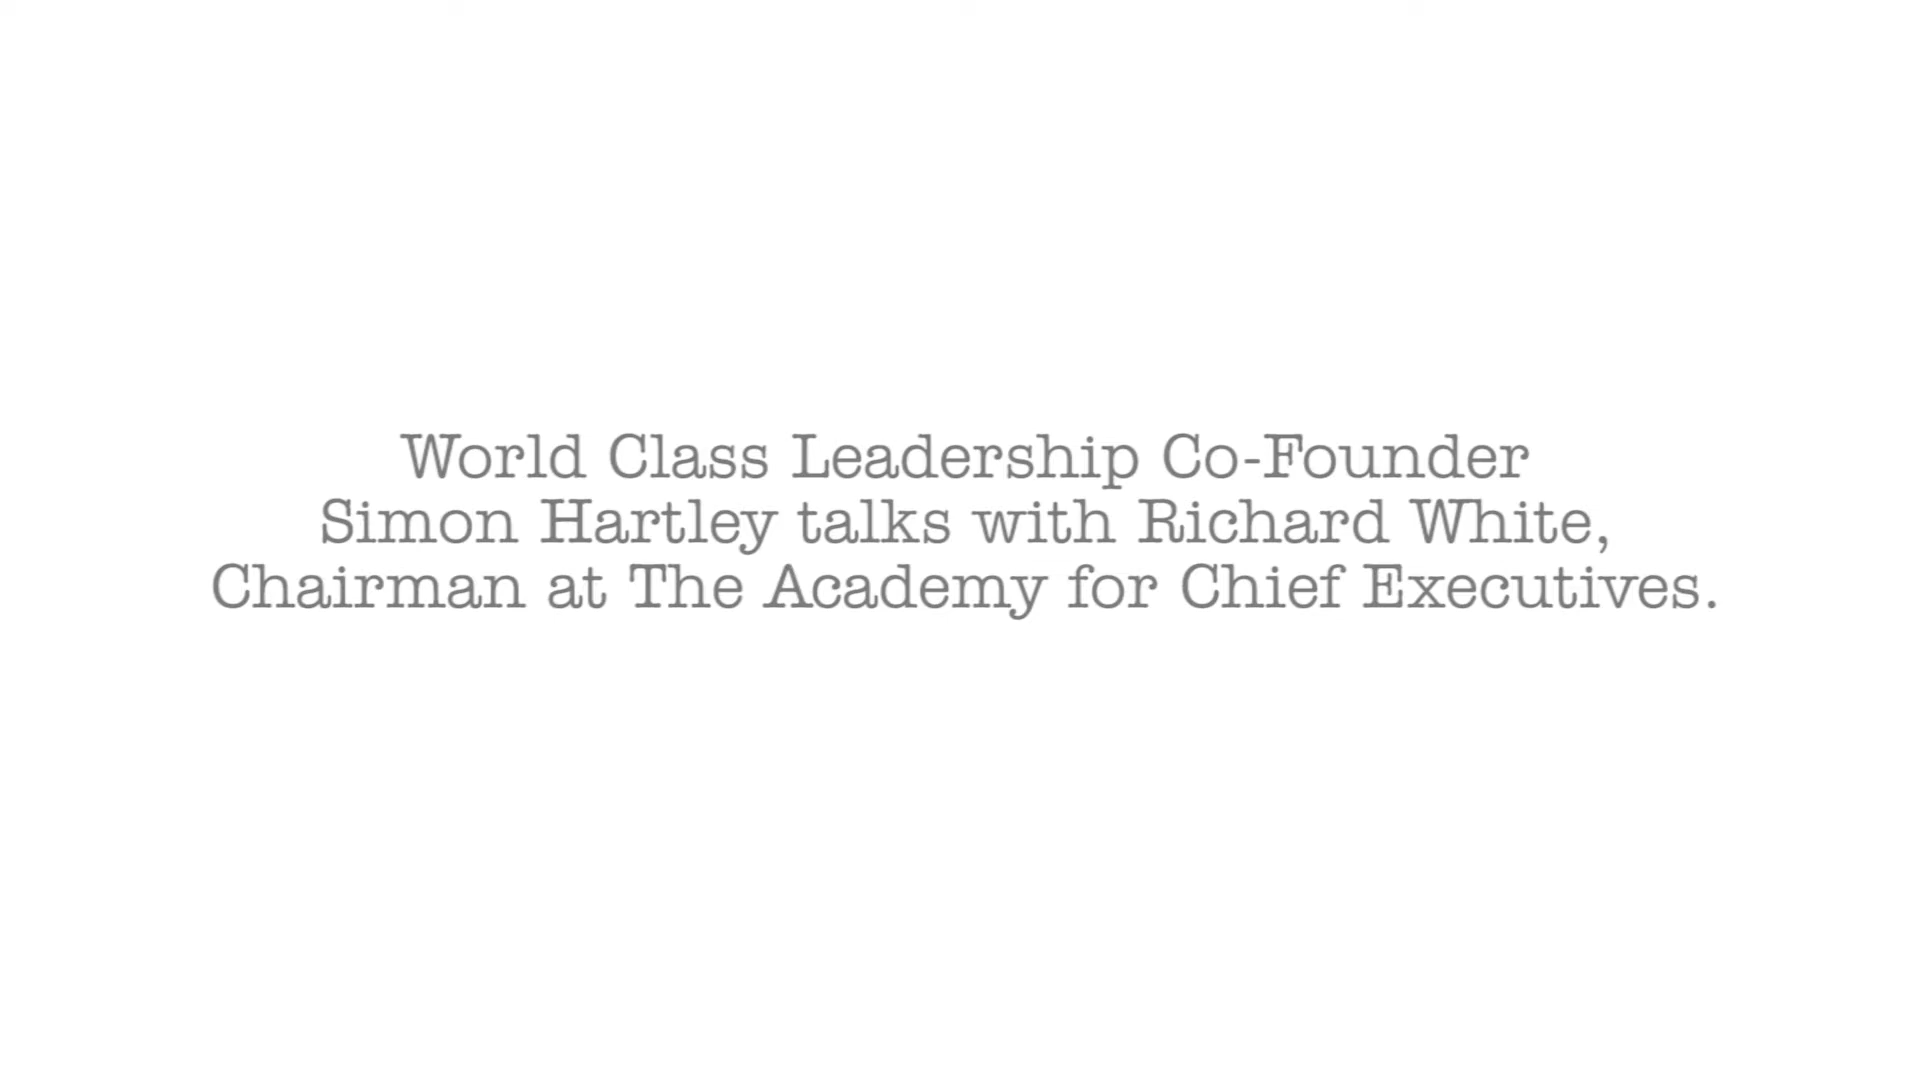 World Class Leadership Co-Founder
Simon Hartley talks with Richard White,
Chairman at The Academy for Chief Executives.